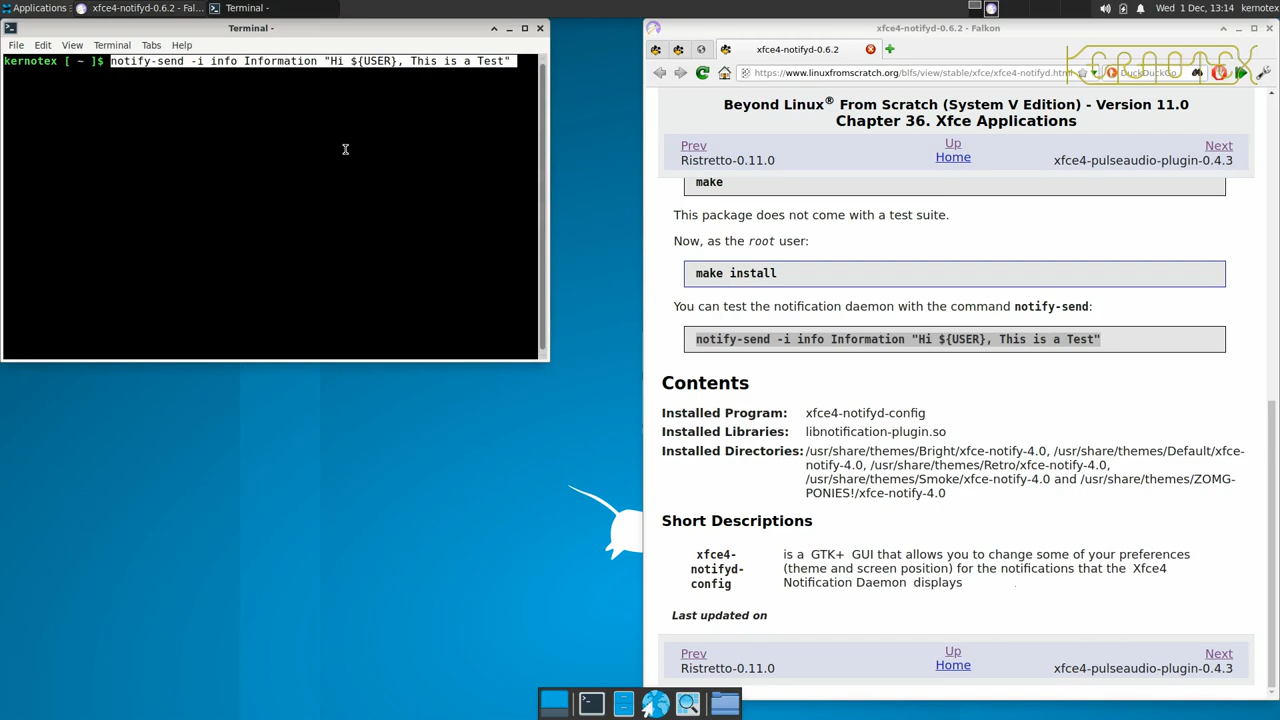 Applications
xfce4-notifyd-0.6.2 - Fal...
Terminal -
Wed 1 Dec, 13:14
kernotex
Terminal -
File Edit View Terminal Tabs Help
kernotex [ ~ ]$ notify-send -i info Information "Hi ${USER}, This is a Test"
xfce4-notifyd-0.6.2 - Falkon
xfce4-notifyd-0.6.2
https://www.linuxfromscratch.org/blfs/view/stable/xfce/xfce4-notifyd.html
DuckDuckGo
KERNOTEX
Beyond Linux® From Scratch (System V Edition) - Version 11.0
Chapter 36. Xfce Applications
Prev Up Next
Ristretto-0.11.0 Home xfce4-pulseaudio-plugin-0.4.3
make
This package does not come with a test suite.
Now, as the root user:
make install
You can test the notification daemon with the command notify-send:
notify-send -i info Information "Hi ${USER}, This is a Test"
Contents
Installed Program: xfce4-notifyd-config
Installed Libraries: libnotification-plugin.so
Installed Directories: /usr/share/themes/Bright/xfce-notify-4.0, /usr/share/themes/Default/xfce-
notify-4.0, /usr/share/themes/Retro/xfce-notify-4.0,
/usr/share/themes/Smoke/xfce-notify-4.0 and /usr/share/themes/ZOMG-
PONIES!/xfce-notify-4.0
Short Descriptions
xfce4- is a GTK+ GUI that allows you to change some of your preferences
notifyd- (theme and screen position) for the notifications that the Xfce4
config Notification Daemon displays
Last updated on
Prev Up Next
Ristretto-0.11.0 Home xfce4-pulseaudio-plugin-0.4.3